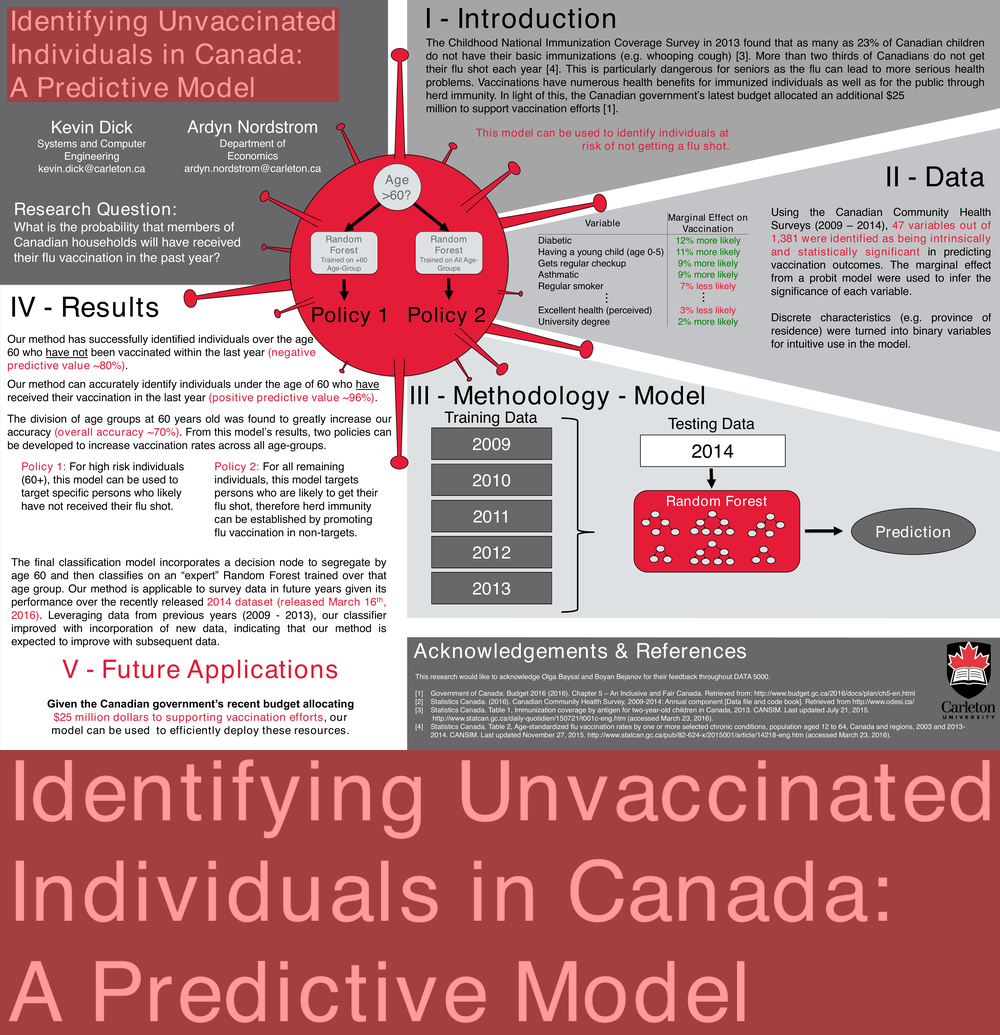 Identifying Unvaccinated
Individuals in Canada:
A Predictive Model
Kevin Dick
Systems and Computer
Engineering
kevin.dick@carleton.ca
Ardyn Nordstrom
Department of
Economics
ardyn.nordstrom@carleton.ca
Research Question:
What is the probability that members of
Canadian households will have received
their flu vaccination in the past year?
I - Introduction
The Childhood National Immunization Coverage Survey in 2013 found that as many as 23% of Canadian children
do not have their basic immunizations (e.g. whooping cough) [3]. More than two thirds of Canadians do not get
their flu shot each year [4]. This is particularly dangerous for seniors as the flu can lead to more serious health
problems. Vaccinations have numerous health benefits for immunized individuals as well as for the public through
herd immunity. In light of this, the Canadian government's latest budget allocated an additional $25
million to support vaccination efforts [1].
This model can be used to identify individuals at
risk of not getting a flu shot.
Age
>60?
Random
Forest
Trained on +60
Age-Group
Random
Forest
Trained on All Age-
Groups
Policy 1
Policy 2
II - Data
Variable
Marginal Effect on
Vaccination
Diabetic 12% more likely
Having a young child (age 0-5) 11% more likely
Gets regular checkup 9% more likely
Asthmatic 9% more likely
Regular smoker 7% less likely
⋮ ⋮
Excellent health (perceived) 3% less likely
University degree 2% more likely
Using the Canadian Community Health
Surveys (2009 – 2014), 47 variables out of
1,381 were identified as being intrinsically
and statistically significant in predicting
vaccination outcomes. The marginal effect
from a probit model were used to infer the
significance of each variable.
Discrete characteristics (e.g. province of
residence) were turned into binary variables
for intuitive use in the model.
III - Methodology - Model
Training Data
2009
2010
2011
2012
2013
Testing Data
2014
Random Forest
Prediction
IV - Results
Our method has successfully identified individuals over the age
60 who have not been vaccinated within the last year (negative
predictive value ~80%).
Our method can accurately identify individuals under the age of 60 who have
received their vaccination in the last year (positive predictive value ~96%).
The division of age groups at 60 years old was found to greatly increase our
accuracy (overall accuracy ~70%). From this model's results, two policies can
be developed to increase vaccination rates across all age-groups.
Policy 1: For high risk individuals
(60+), this model can be used to
target specific persons who likely
have not received their flu shot.
Policy 2: For all remaining
individuals, this model targets
persons who are likely to get their
flu shot, therefore herd immunity
can be established by promoting
flu vaccination in non-targets.
The final classification model incorporates a decision node to segregate by
age 60 and then classifies on an “expert” Random Forest trained over that
age group. Our method is applicable to survey data in future years given its
performance over the recently released 2014 dataset (released March 16th,
2016). Leveraging data from previous years (2009 - 2013), our classifier
improved with incorporation of new data, indicating that our method is
expected to improve with subsequent data.
V - Future Applications
Given the Canadian government's recent budget allocating
$25 million dollars to supporting vaccination efforts, our
model can be used to efficiently deploy these resources.
Acknowledgements & References
This research would like to acknowledge Olga Baysal and Boyan Bejanov for their feedback throughout DATA 5000.
[1] Government of Canada: Budget 2016 (2016). Chapter 5 – An Inclusive and Fair Canada. Retrieved from: http://www.budget.gc.ca/2016/docs/plan/ch5-en.html
[2] Statistics Canada. (2016). Canadian Community Health Survey, 2009-2014: Annual component [Data file and code book]. Retrieved from http://www.odesi.ca/
[3] Statistics Canada. Table 1, Immunization coverage by antigen for two-year-old children in Canada, 2013. CANSIM. Last updated July 21, 2015.
http://www.statcan.gc.ca/daily-quotidien/150721/t001c-eng.htm (accessed March 23, 2016).
[4] Statistics Canada. Table 2, Age-standardized flu vaccination rates by one or more selected chronic conditions, population aged 12 to 64, Canada and regions, 2003 and 2013-
2014. CANSIM. Last updated November 27, 2015. http://www.statcan.gc.ca/pub/82-624-x/2015001/article/14218-eng.htm (accessed March 23, 2016).
Carleton
UNIVERSITY
Identifying Unvaccinated
Individuals in Canada:
A Predictive Model